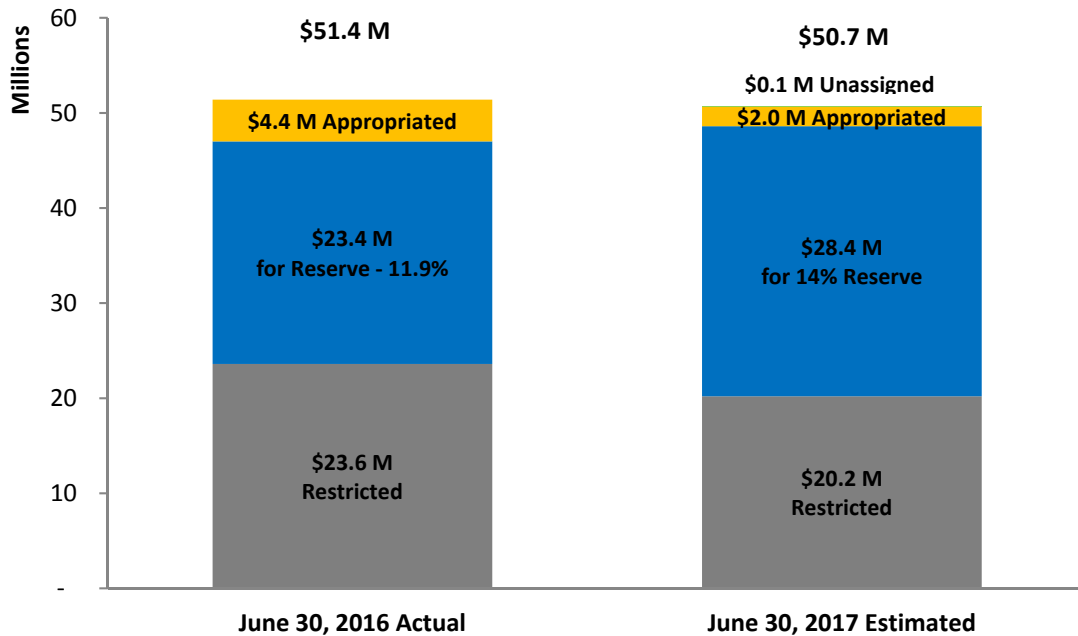 Millions
60
50
40
30
20
10
-
$51.4 M
$4.4 M Appropriated
$23.4 M
for Reserve - 11.9%
$23.6 M
Restricted
$50.7 M
$0.1 M Unassigned
$2.0 M Appropriated
$28.4 M
for 14% Reserve
$20.2 M
Restricted
June 30, 2016 Actual
June 30, 2017 Estimated